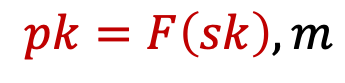 pk = F(sk), m